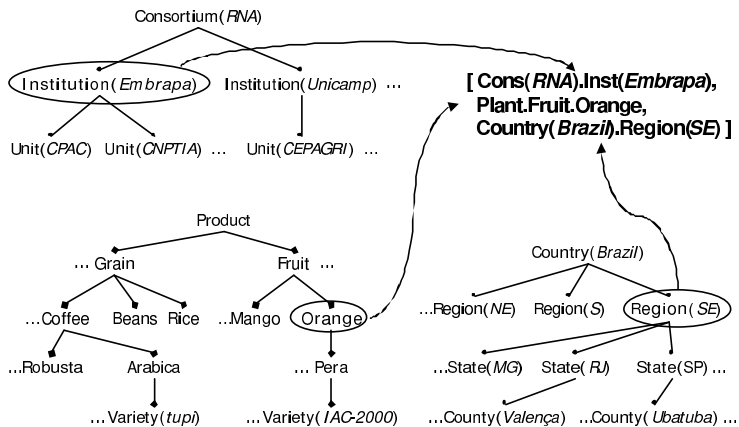 Consortium(RNA)
Institution(Embrapa) Institution(Unicamp) ...
[ Cons(RNA).Inst(Embrapa),
Plant.Fruit.Orange,
Country(Brazil).Region(SE) ]
Unit(CPAC) Unit(CNPTIA) ... Unit(CEPAGRI) ...
Product
... Grain Fruit ...
...Coffee Beans Rice ...Mango Orange
...Robusta Arabica ... Pera
...Variety(tupi) ...Variety(IAC-2000)
Country(Brazil)
...Region(NE) Region(S) Region(SE)
...State(MG) State(RJ) State(SP) ...
...County(Valença) ...County(Ubatuba) ...